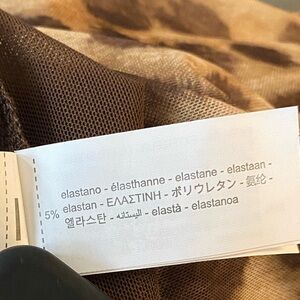 elastano - élasthanne - elastane - elastaan -
5% elastan - ΕΛΑΣΤΙΝΗ - ポリウレタン - 氨纶 -
엘라스탄 - اليستانه - elastà - elastanoa